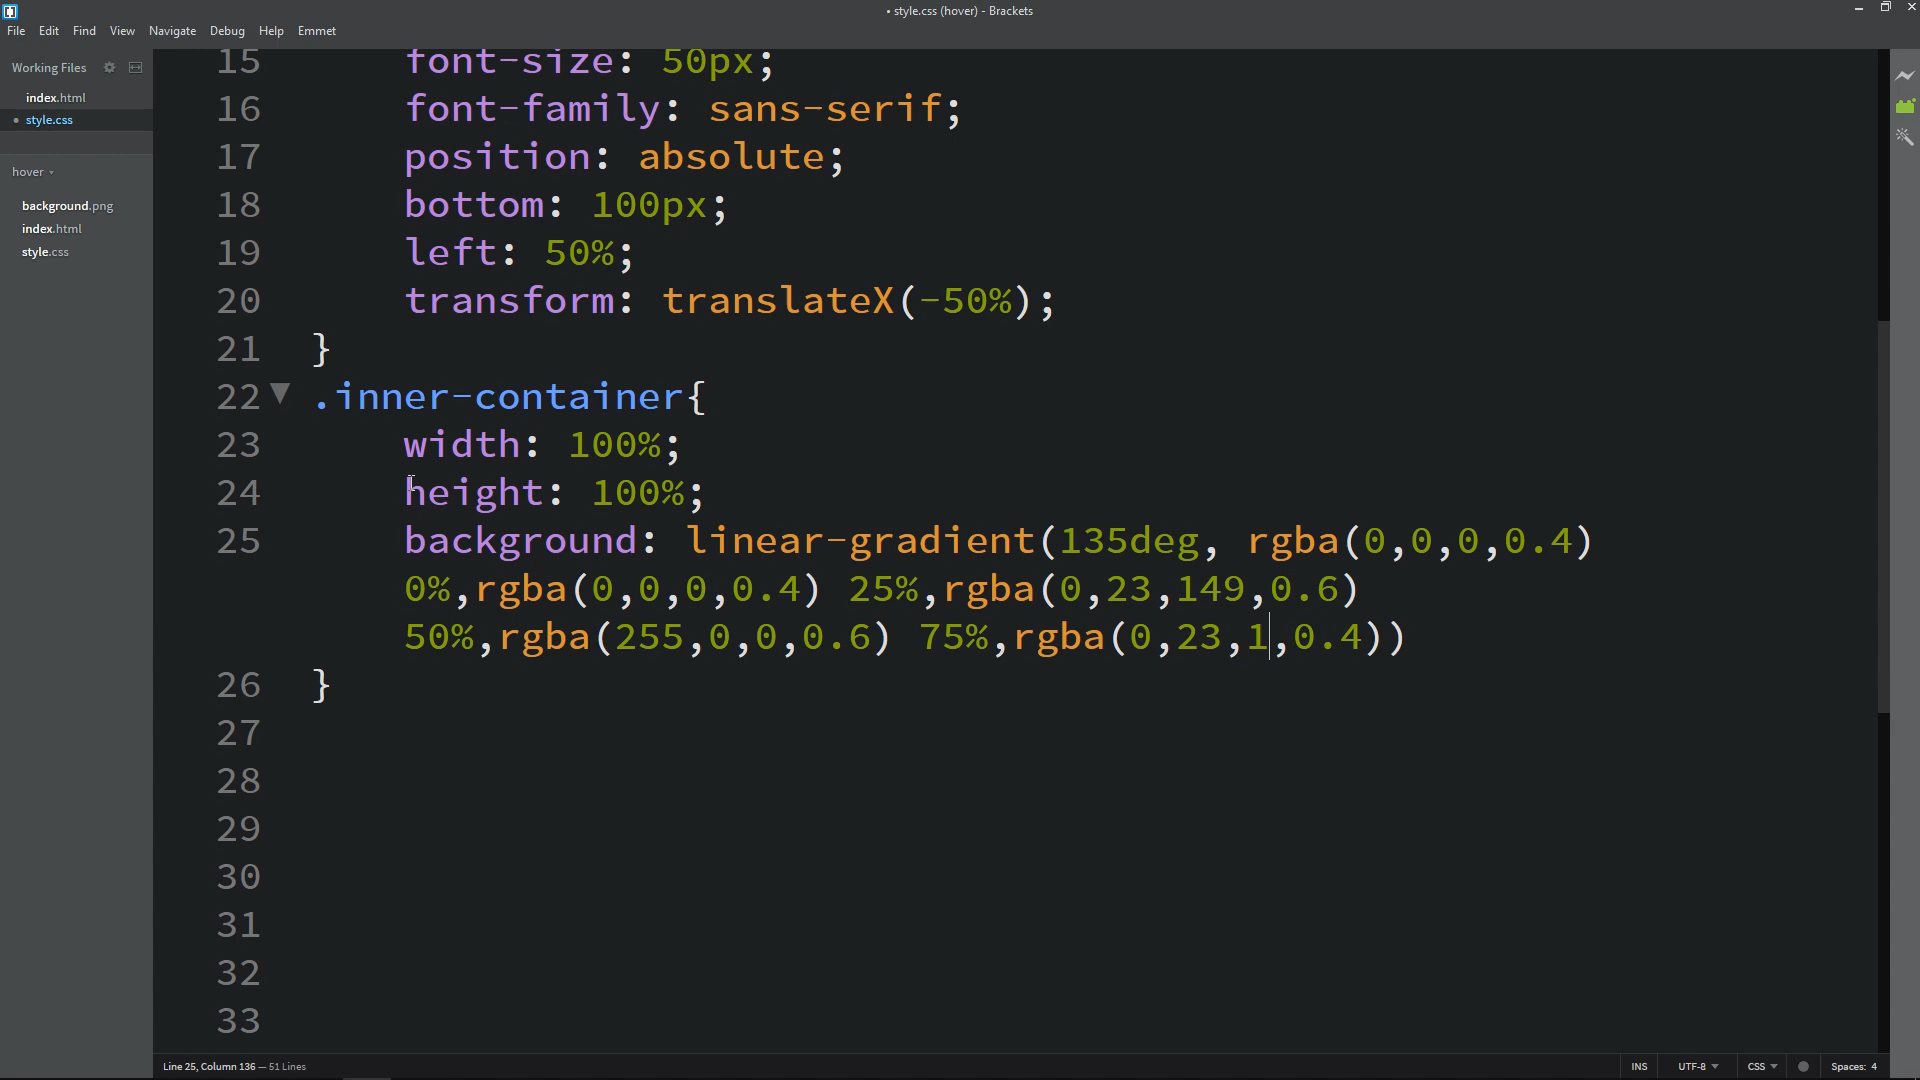 • style.css (hover) - Brackets
File Edit Find View Navigate Debug Help Emmet
Working Files
index.html
• style.css
hover
background.png
index.html
style.css
15 font-size: 50px;
16 font-family: sans-serif;
17 position: absolute;
18 bottom: 100px;
19 left: 50%;
20 transform: translateX(-50%);
21 }
22 .inner-container{
23 width: 100%;
24 height: 100%;
25 background: linear-gradient(135deg, rgba(0,0,0,0.4)
0%,rgba(0,0,0,0.4) 25%,rgba(0,23,149,0.6)
50%,rgba(255,0,0,0.6) 75%,rgba(0,23,1,0.4))
26 }
27
28
29
30
31
32
33
Line 25, Column 136 — 51 Lines
INS UTF-8 CSS Spaces: 4